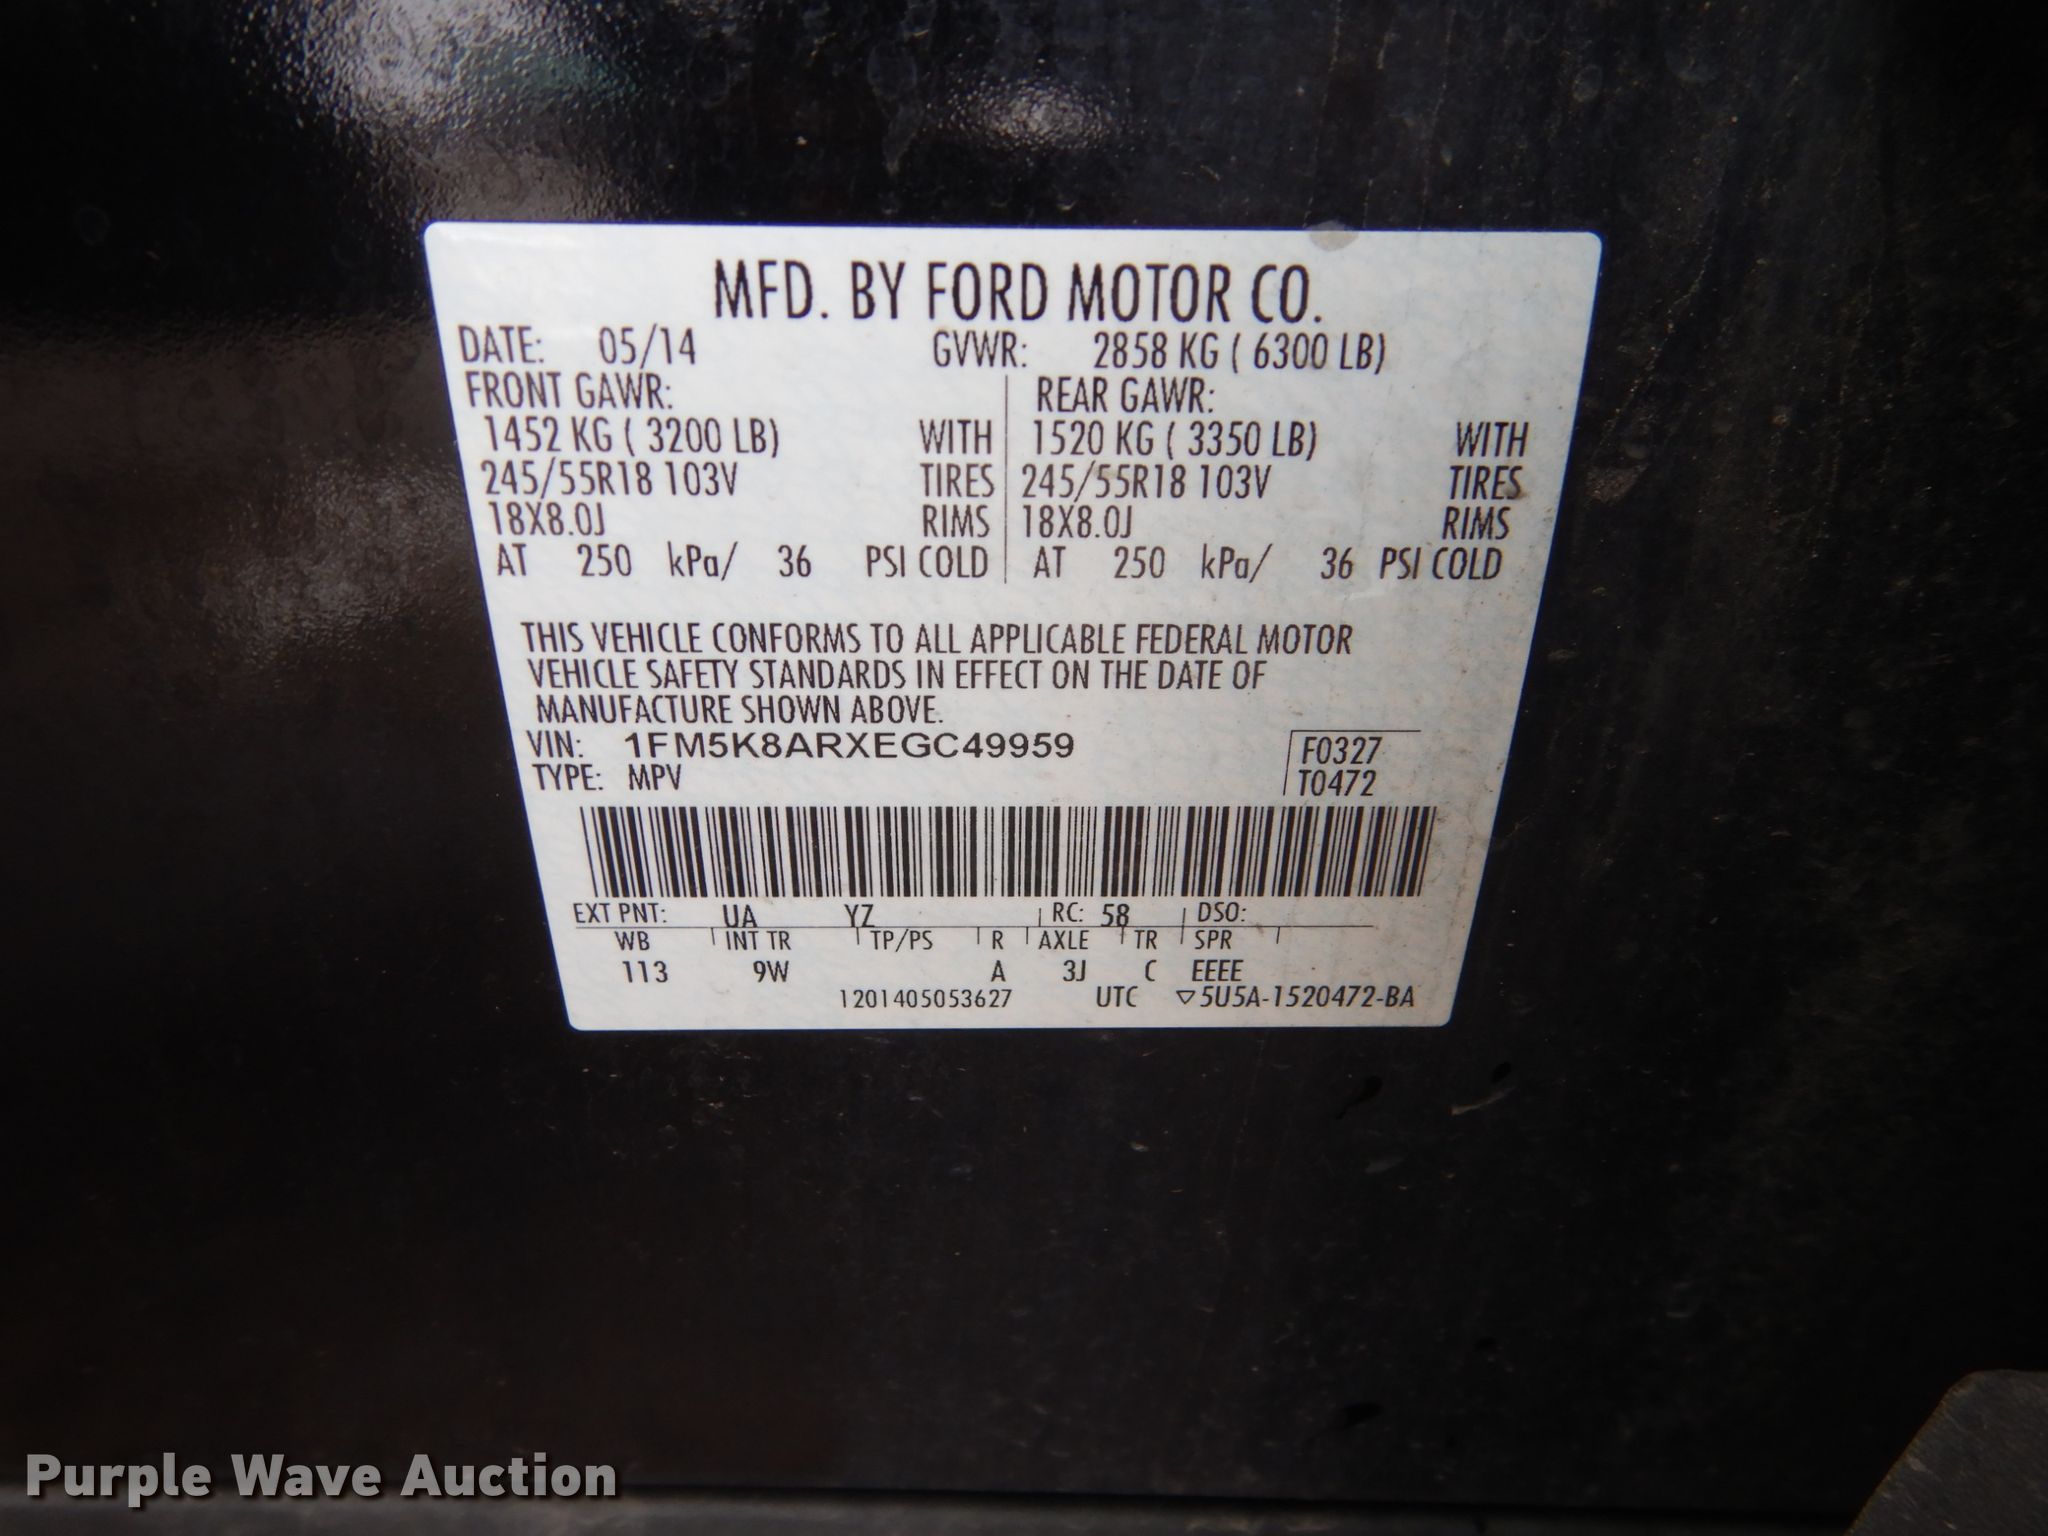 MFD. BY FORD MOTOR CO.
DATE: 05/14 GVWR: 2858 KG ( 6300 LB)
FRONT GAWR: REAR GAWR:
1452 KG ( 3200 LB) WITH 1520 KG ( 3350 LB) WITH
245/55R18 103V TIRES 245/55R18 103V TIRES
18X8.0J RIMS 18X8.0J RIMS
AT 250 kPa/ 36 PSI COLD AT 250 kPa/ 36 PSI COLD
THIS VEHICLE CONFORMS TO ALL APPLICABLE FEDERAL MOTOR
VEHICLE SAFETY STANDARDS IN EFFECT ON THE DATE OF
MANUFACTURE SHOWN ABOVE.
VIN: 1FM5K8ARXEGC49959 F0327
TYPE: MPV T0472
EXT PNT: UA YZ RC: 58 DSO:
WB INT TR TP/PS R AXLE TR SPR
113 9W A 3J C EEEE
1201405053627 UTC ▽5U5A-1520472-BA
Purple Wave Auction